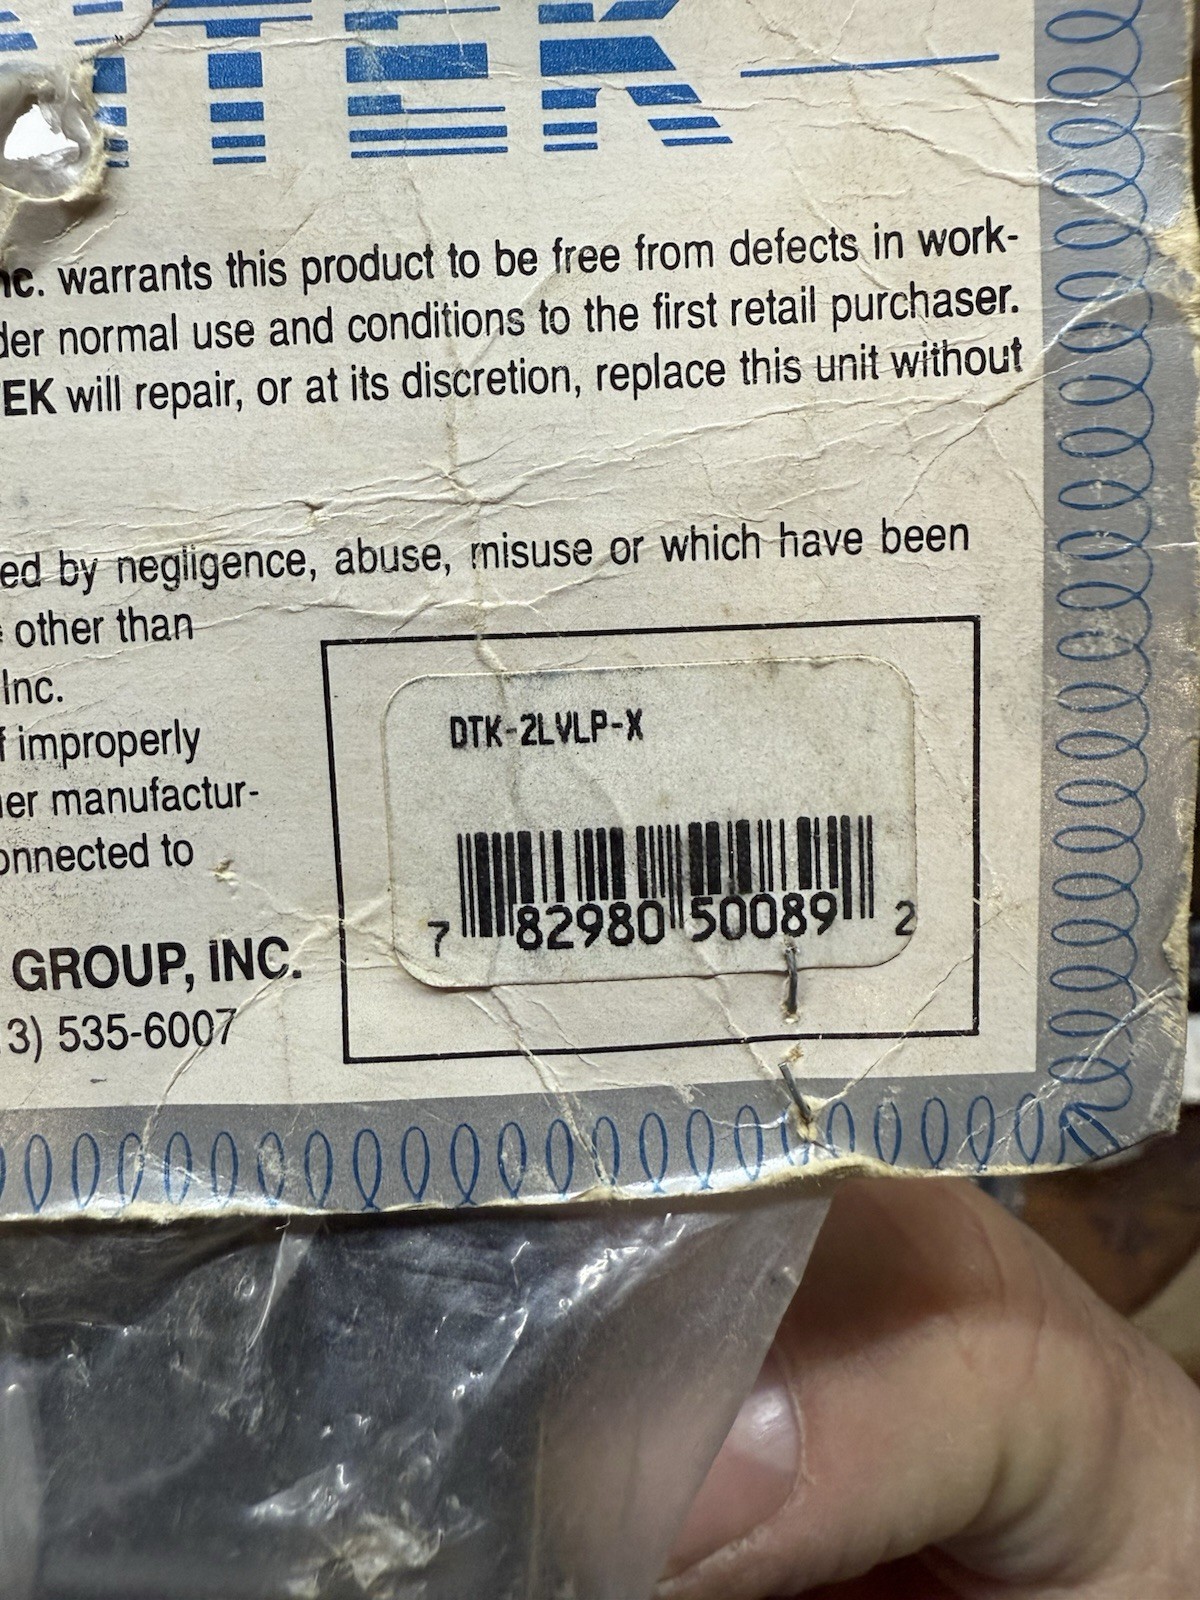 TEK
warrants this product to be free from defects in work-
normal use and conditions to the first retail purchaser.
EK will repair, or at its discretion, replace this unit without
ed by negligence, abuse, misuse or which have been
other than
Inc.
improperly
er manufactur-
onnected to
GROUP, INC.
3) 535-6007
DTK-2LVLP-X
7 82980 50089 2